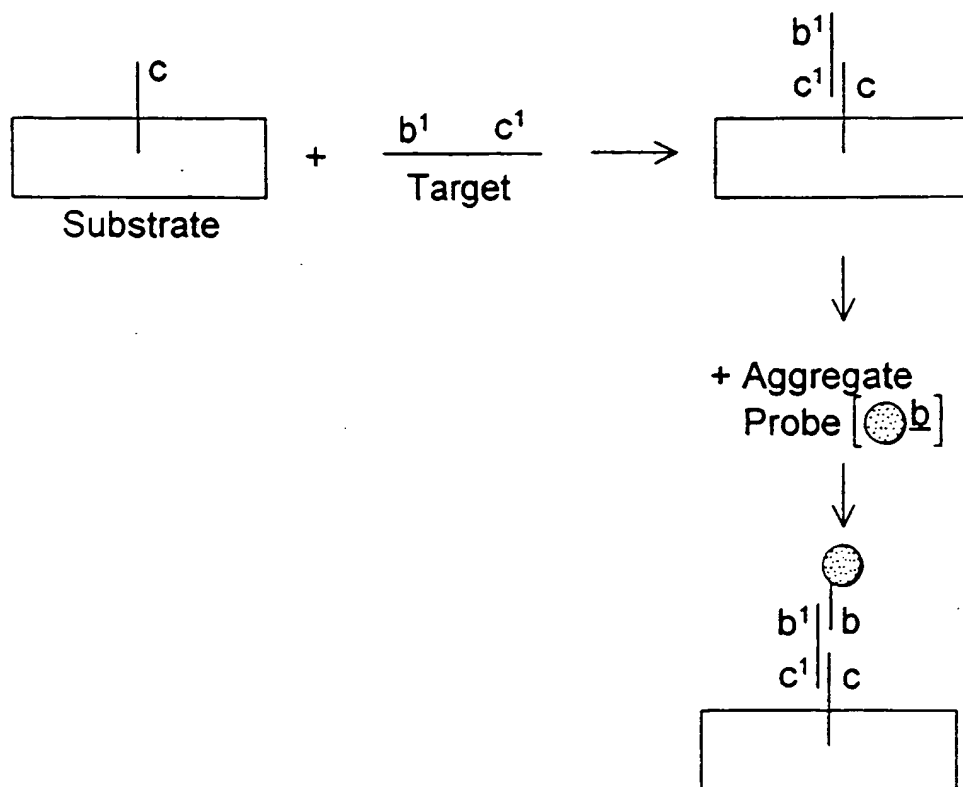 c
Substrate
+
b¹ c¹
Target
b¹
c¹ c
+ Aggregate
Probe [ b]
b¹ b
c¹ c